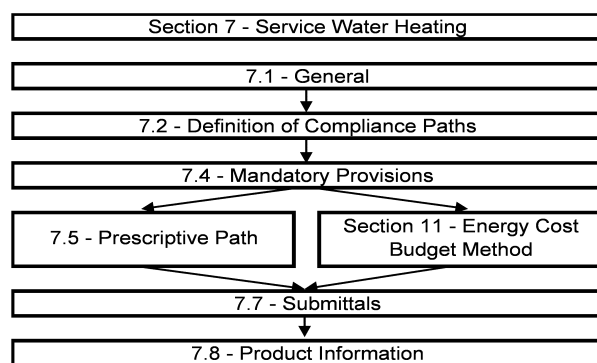 Section 7 - Service Water Heating
7.1 - General
7.2 - Definition of Compliance Paths
7.4 - Mandatory Provisions
7.5 - Prescriptive Path
Section 11 - Energy Cost
Budget Method
7.7 - Submittals
7.8 - Product Information